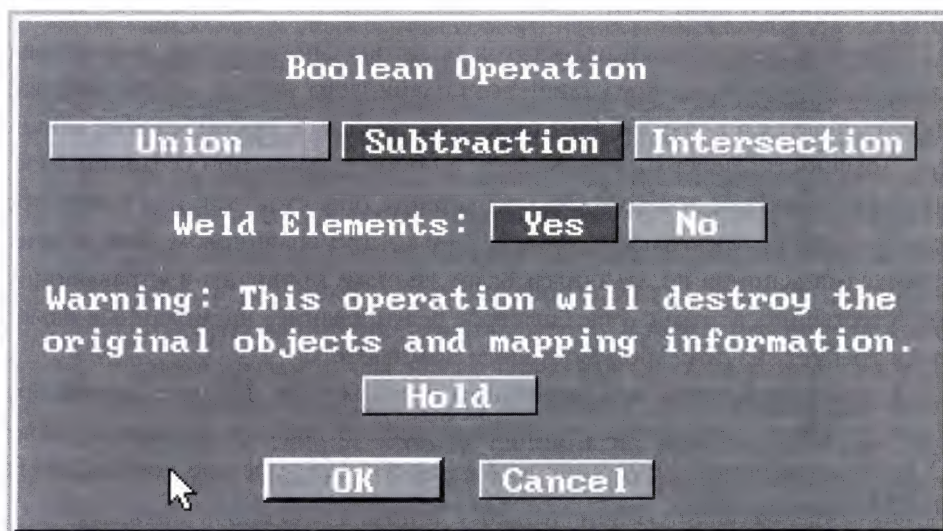 Boolean Operation
Union Subtraction Intersection
Weld Elements: Yes No
Warning: This operation will destroy the
original objects and mapping information.
Hold
OK Cancel